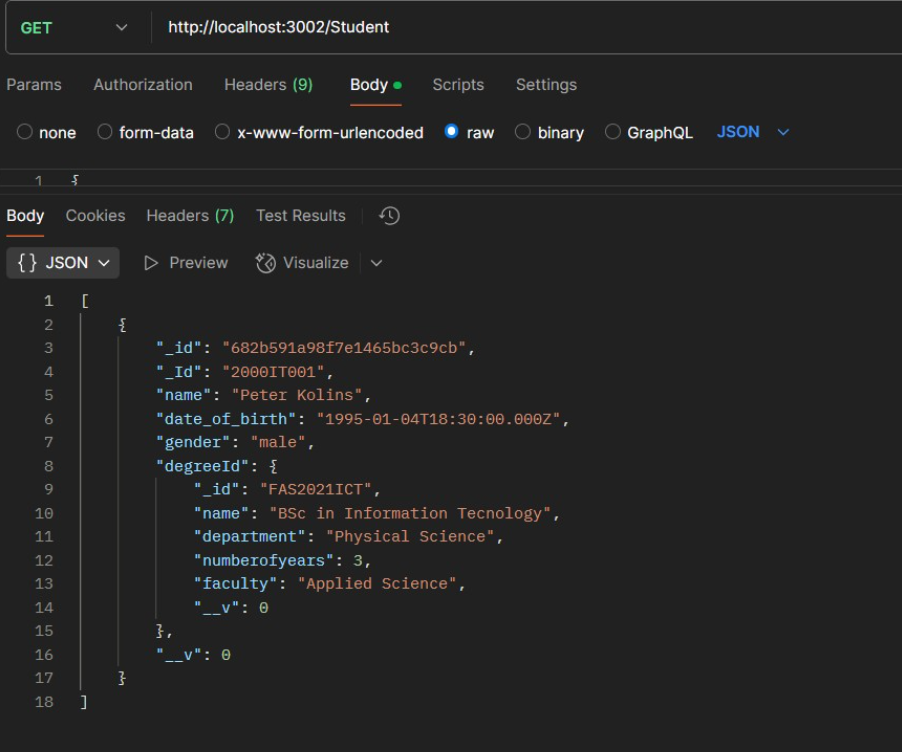 GET http://localhost:3002/Student
Params Authorization Headers (9) Body Scripts Settings
none form-data x-www-form-urlencoded raw binary GraphQL JSON
1 {
Body Cookies Headers (7) Test Results
{} JSON Preview Visualize
1 [
2 {
3 "_id": "682b591a98f7e1465bc3c9cb",
4 "_Id": "2000IT001",
5 "name": "Peter Kolins",
6 "date_of_birth": "1995-01-04T18:30:00.000Z",
7 "gender": "male",
8 "degreeId": {
9 "_id": "FAS2021ICT",
10 "name": "BSc in Information Tecnology",
11 "department": "Physical Science",
12 "numberofyears": 3,
13 "faculty": "Applied Science",
14 "__v": 0
15 },
16 "__v": 0
17 }
18 ]